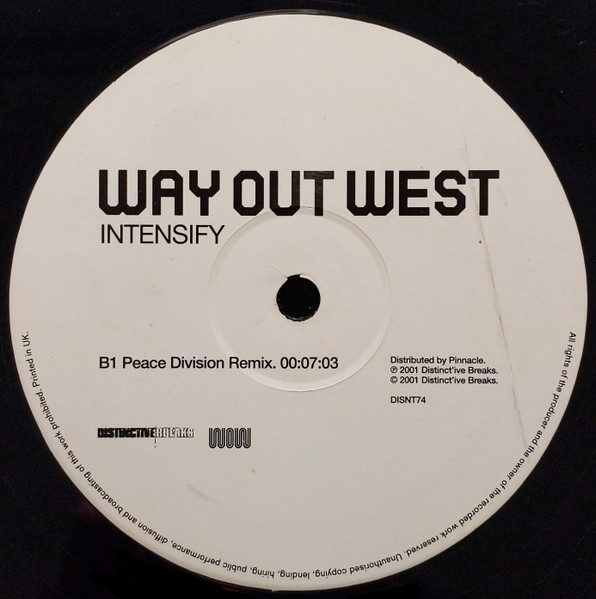 WAY OUT WEST
INTENSIFY
B1 Peace Division Remix. 00:07:03
Distributed by Pinnacle.
℗ 2001 Distinct'ive Breaks.
© 2001 Distinct'ive Breaks.
DISNT74
DISTINCTIVE BREAKS
WOW
All rights of the producer and the owner of the recorded work reserved. Unauthorised copying, lending, hiring, public performance, diffusion and broadcasting of this work prohibited. Printed in UK.